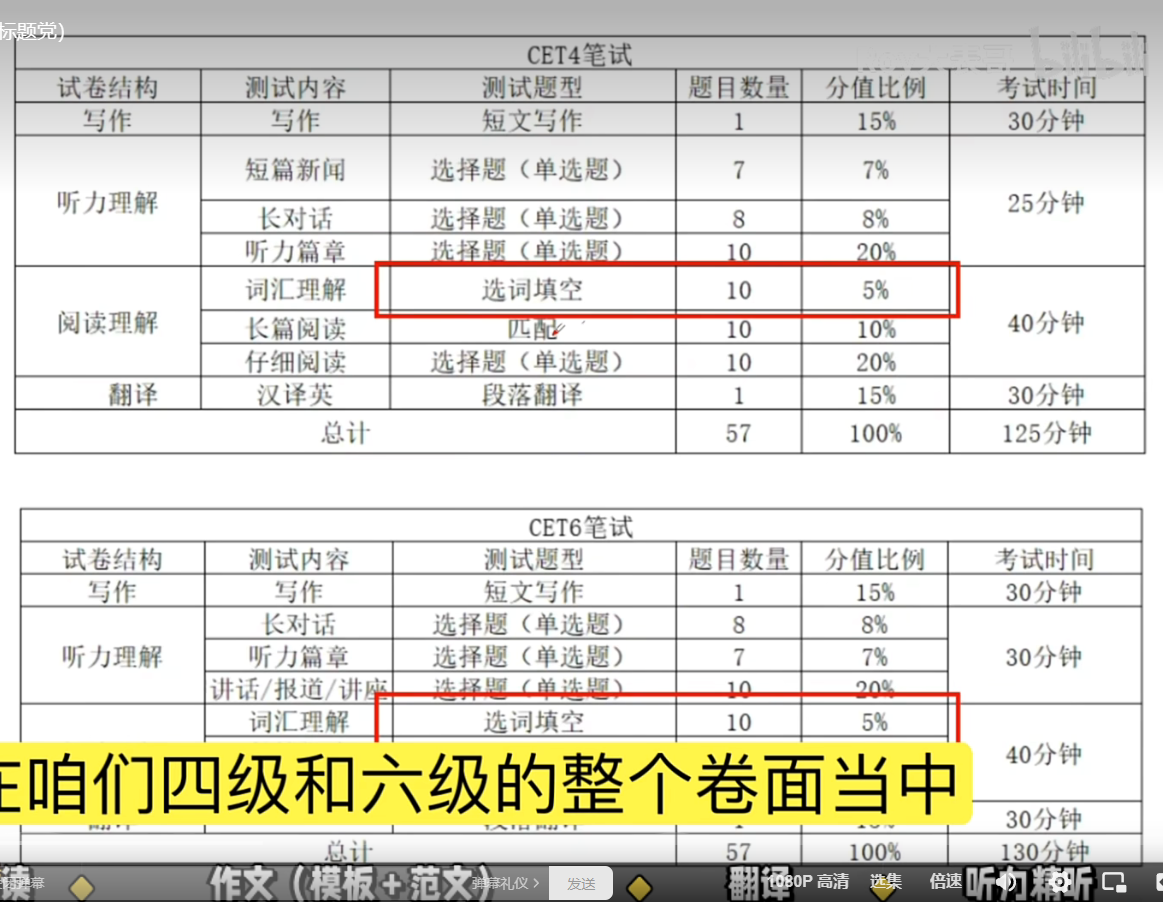 标题党)
bilibili
CET4笔试
试卷结构 测试内容 测试题型 题目数量 分值比例 考试时间
写作 写作 短文写作 1 15% 30分钟
听力理解 短篇新闻 选择题（单选题） 7 7% 25分钟
长对话 选择题（单选题） 8 8%
听力篇章 选择题（单选题） 10 20%
阅读理解 词汇理解 选词填空 10 5% 40分钟
长篇阅读 匹配 10 10%
仔细阅读 选择题（单选题） 10 20%
翻译 汉译英 段落翻译 1 15% 30分钟
总计 57 100% 125分钟
CET6笔试
试卷结构 测试内容 测试题型 题目数量 分值比例 考试时间
写作 写作 短文写作 1 15% 30分钟
听力理解 长对话 选择题（单选题） 8 8% 30分钟
听力篇章 选择题（单选题） 7 7%
讲话/报道/讲座 选择题（单选题） 10 20%
词汇理解 选词填空 10 5% 40分钟
在咱们四级和六级的整个卷面当中
30分钟
总计 57 100% 130分钟
读 作文（模板+范文） 翻译 听力精听
弹幕礼仪 > 发送 1080P 高清 选集 倍速